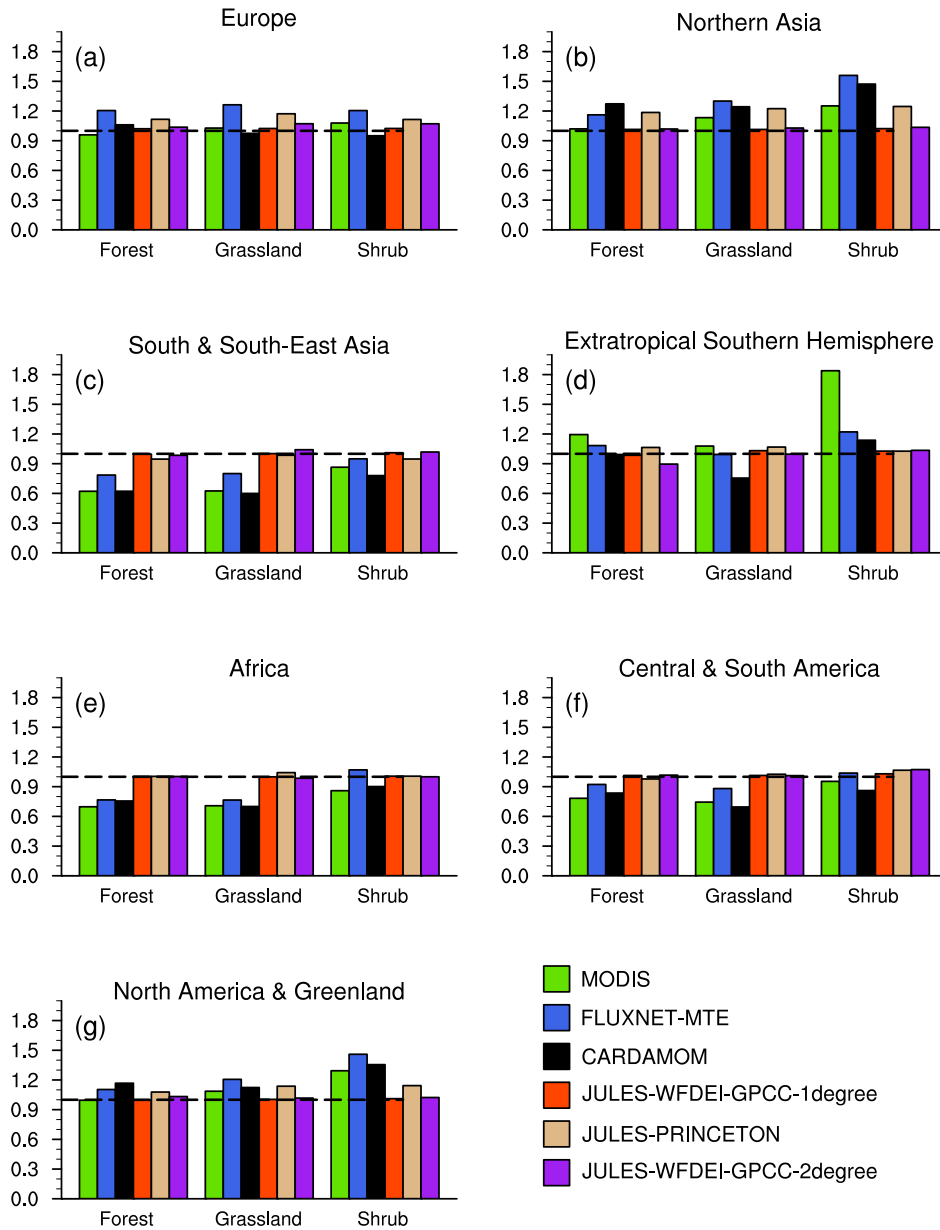 Europe
(a)
1.8
1.5
1.2
0.9
0.6
0.3
0.0
Forest Grassland Shrub
Northern Asia
(b)
1.8
1.5
1.2
0.9
0.6
0.3
0.0
Forest Grassland Shrub
South & South-East Asia
(c)
1.8
1.5
1.2
0.9
0.6
0.3
0.0
Forest Grassland Shrub
Extratropical Southern Hemisphere
(d)
1.8
1.5
1.2
0.9
0.6
0.3
0.0
Forest Grassland Shrub
Africa
(e)
1.8
1.5
1.2
0.9
0.6
0.3
0.0
Forest Grassland Shrub
Central & South America
(f)
1.8
1.5
1.2
0.9
0.6
0.3
0.0
Forest Grassland Shrub
North America & Greenland
(g)
1.8
1.5
1.2
0.9
0.6
0.3
0.0
Forest Grassland Shrub
MODIS
FLUXNET-MTE
CARDAMOM
JULES-WFDEI-GPCC-1degree
JULES-PRINCETON
JULES-WFDEI-GPCC-2degree